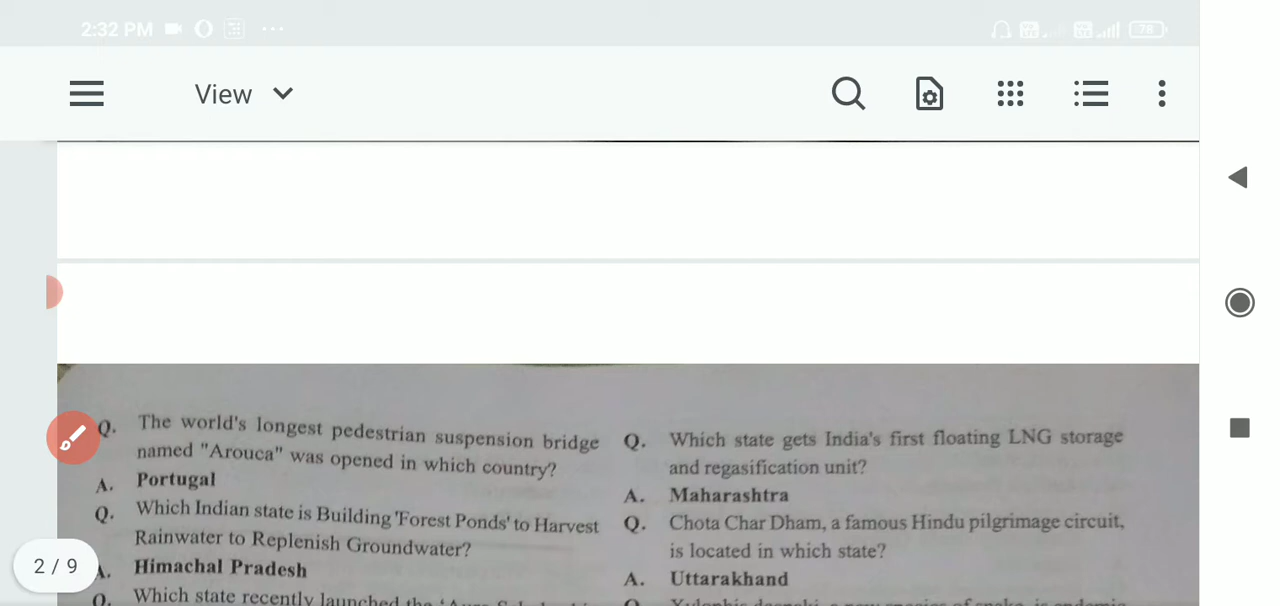 2:32 PM
78
View
Q. The world's longest pedestrian suspension bridge
named "Arouca" was opened in which country?
A. Portugal
Q. Which Indian state is Building 'Forest Ponds' to Harvest
Rainwater to Replenish Groundwater?
A. Himachal Pradesh
Q. Which state recently launched the
Q. Which state gets India's first floating LNG storage
and regasification unit?
A. Maharashtra
Q. Chota Char Dham, a famous Hindu pilgrimage circuit,
is located in which state?
A. Uttarakhand
2 / 9